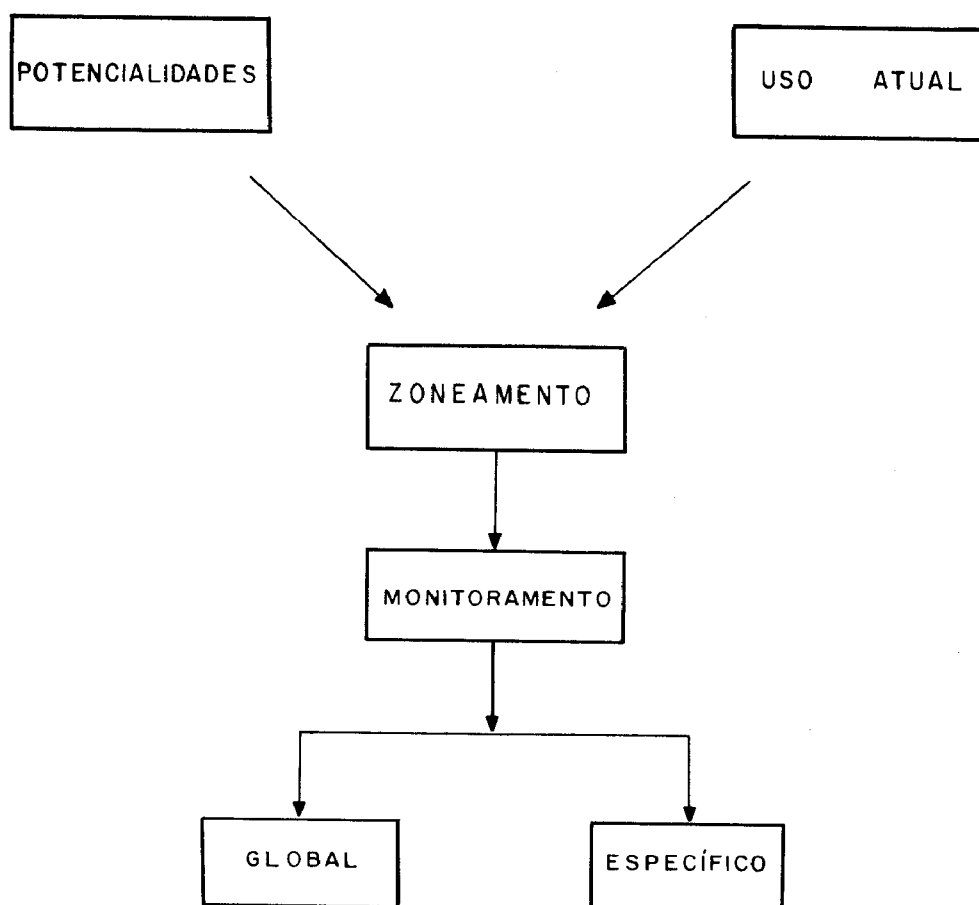 POTENCIALIDADES
USO ATUAL
ZONEAMENTO
MONITORAMENTO
GLOBAL
ESPECÍFICO